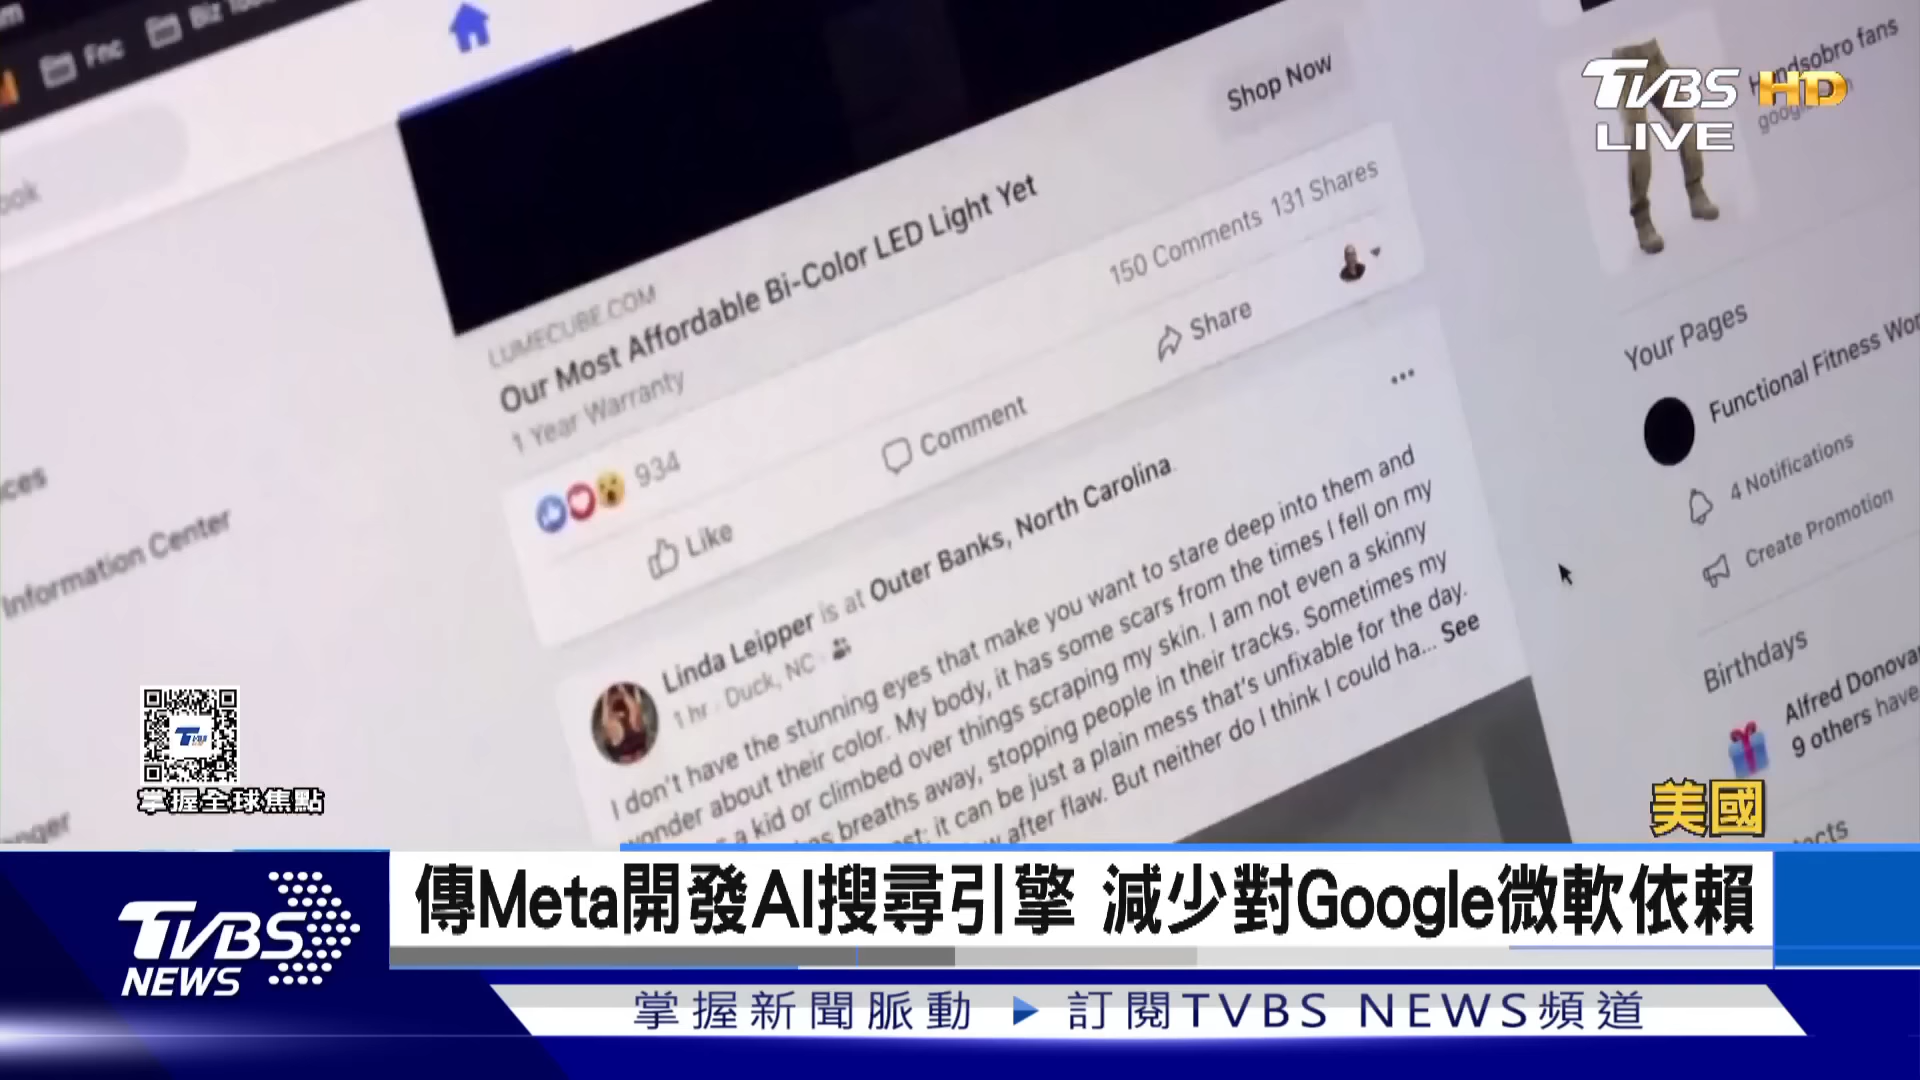 Fnc
Biz
Shop Now
LUMECUBE.COM
Our Most Affordable Bi-Color LED Light Yet
1 Year Warranty
934
150 Comments 131 Shares
Like
Comment
Share
Linda Leipper is at Outer Banks, North Carolina.
1 hr · Duck, NC
I don't have the stunning eyes that make you want to stare deep into them and
wonder about their color. My body, it has some scars from the times I fell on my
a kid or climbed over things scraping my skin. I am not even a skinny
breaths away, stopping people in their tracks. Sometimes my
it can be just a plain mess that's unfixable for the day.
after flaw. But neither do I think I could ha... See
Information Center
fans
Your Pages
Functional Fitness
4 Notifications
Create Promotion
Birthdays
Alfred Donovan
9 others have
TVBS HD
LIVE
TVBS
掌握全球焦點
美國
傳Meta開發AI搜尋引擎 減少對Google微軟依賴
TVBS
NEWS
掌握新聞脈動 ▶ 訂閱TVBS NEWS頻道